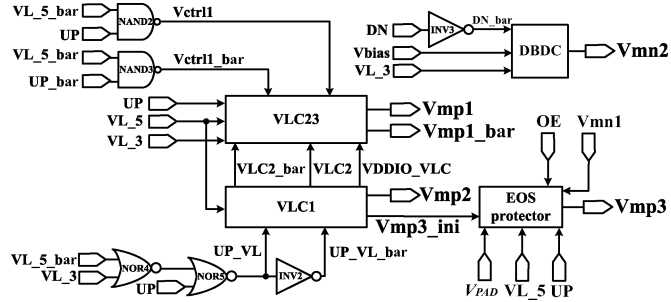 VL_5_bar
NAND2
Vctrl1
UP
DN
INV3
DN_bar
Vbias
DBDC
Vmn2
VL_3
VL_5_bar
NAND3
Vctrl1_bar
UP_bar
UP
VL_5
VL_3
VLC23
Vmp1
Vmp1_bar
OE
Vmn1
VLC2_bar
VLC2
VDDIO_VLC
VLC1
Vmp2
Vmp3_ini
EOS
protector
Vmp3
UP_VL
UP_VL_bar
VL_5_bar
VL_3
NOR4
UP
NOR5
INV2
VPAD
VL_5
UP